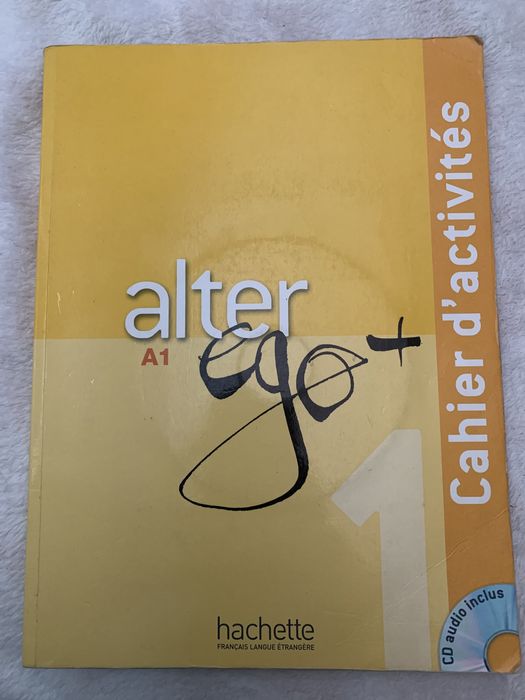 alter
A1
ego+
1
Cahier d'activités
CD audio inclus
hachette
FRANÇAIS LANGUE ÉTRANGÈRE